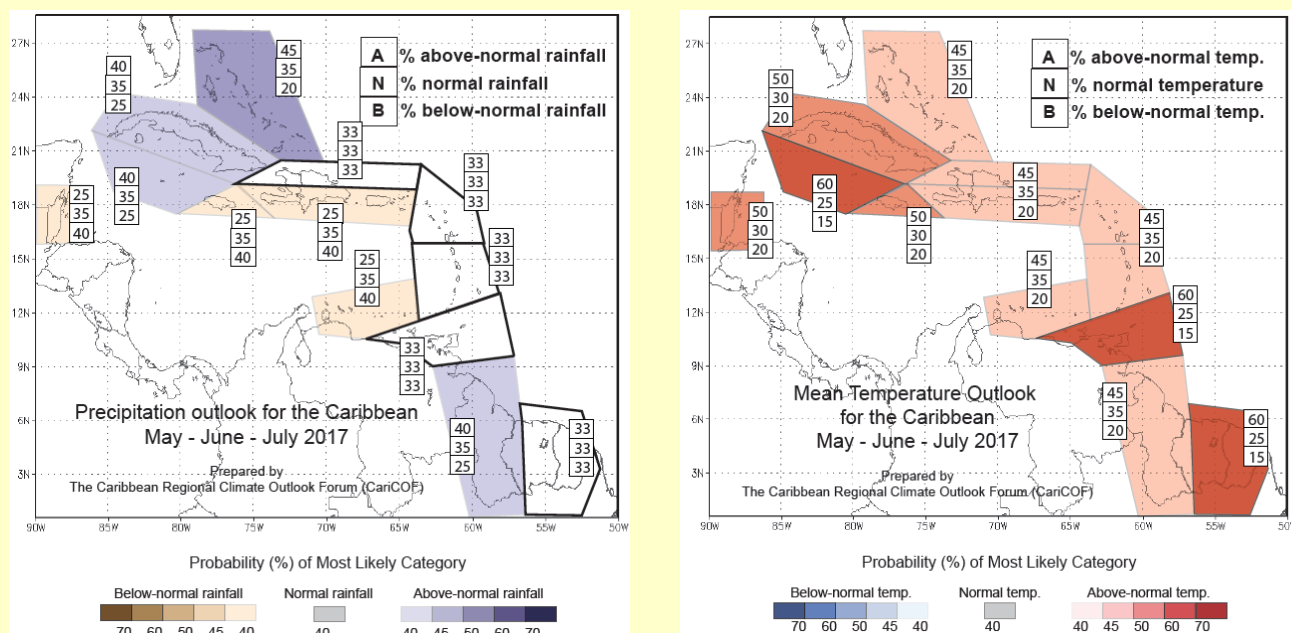 27N
24N
21N
18N
15N
12N
9N
6N
3N
90W
85W
80W
75W
70W
65W
60W
55W
50W
A % above-normal rainfall
N % normal rainfall
B % below-normal rainfall
45
35
20
40
35
25
33
33
33
33
33
33
40
35
25
25
35
40
25
35
40
25
35
40
33
33
33
25
35
40
33
33
33
40
35
25
33
33
33
Precipitation outlook for the Caribbean
May - June - July 2017
Prepared by
The Caribbean Regional Climate Outlook Forum (CariCOF)
Probability (%) of Most Likely Category
Below-normal rainfall
Normal rainfall
Above-normal rainfall
70 60 50 45 40
40
40 45 50 60 70
27N
24N
21N
18N
15N
12N
9N
6N
3N
90W
85W
80W
75W
70W
65W
60W
55W
50W
A % above-normal temp.
N % normal temperature
B % below-normal temp.
45
35
20
50
30
20
60
25
15
45
35
20
50
30
20
50
30
20
45
35
20
45
35
20
60
25
15
45
35
20
60
25
15
Mean Temperature Outlook
for the Caribbean
May - June - July 2017
Prepared by
The Caribbean Regional Climate Outlook Forum (CariCOF)
Probability (%) of Most Likely Category
Below-normal temp.
Normal temp.
Above-normal temp.
70 60 50 45 40
40
40 45 50 60 70